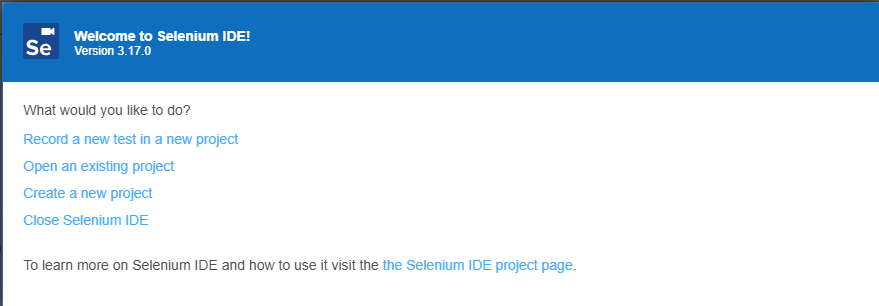 Se
Welcome to Selenium IDE!
Version 3.17.0
What would you like to do?
Record a new test in a new project
Open an existing project
Create a new project
Close Selenium IDE
To learn more on Selenium IDE and how to use it visit the the Selenium IDE project page.